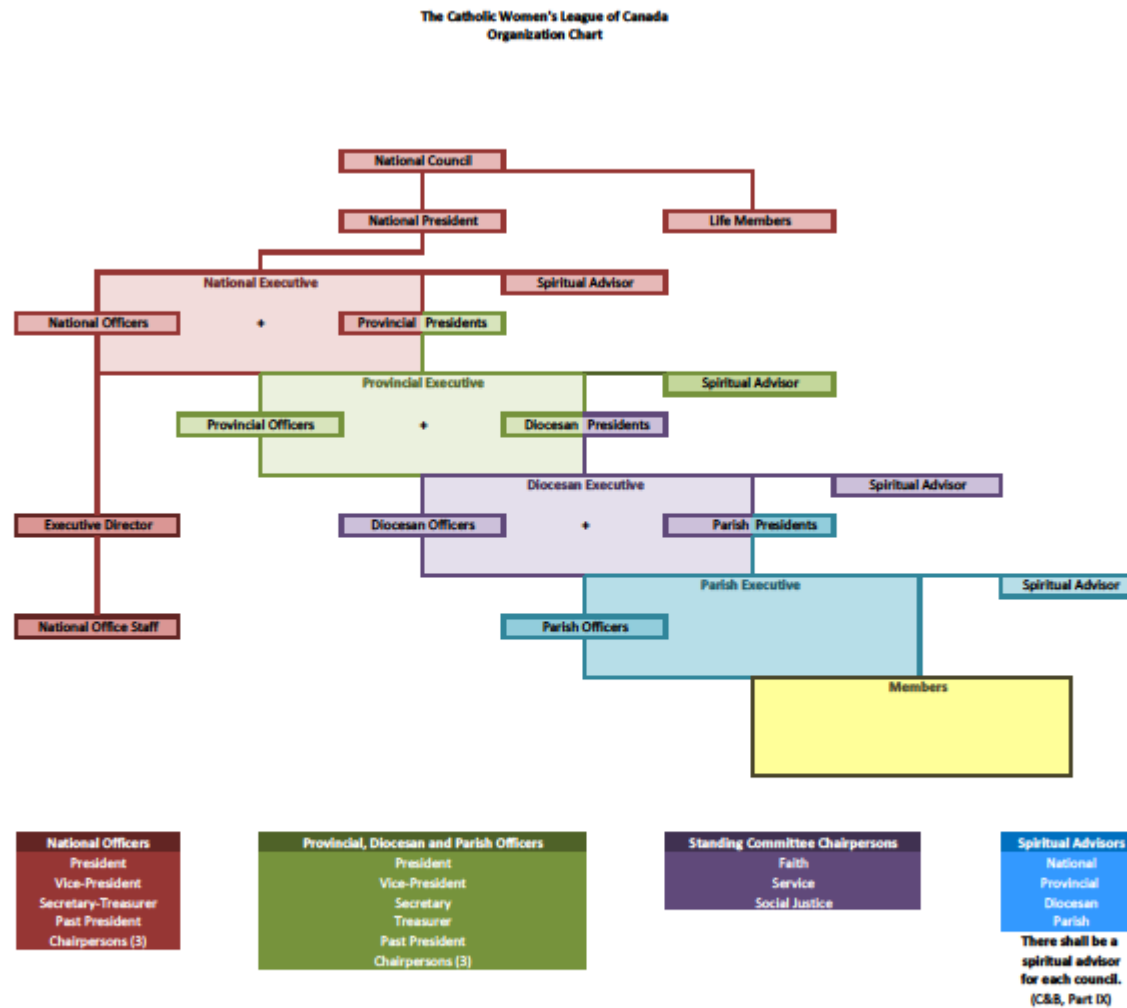 The Catholic Women's League of Canada
Organization Chart
National Council
National President
Life Members
National Executive
Spiritual Advisor
National Officers
+
Provincial Presidents
Provincial Executive
Spiritual Advisor
Provincial Officers
+
Diocesan Presidents
Diocesan Executive
Spiritual Advisor
Executive Director
Diocesan Officers
+
Parish Presidents
Parish Executive
Spiritual Advisor
National Office Staff
Parish Officers
Members
National Officers
President
Vice-President
Secretary-Treasurer
Past President
Chairpersons (3)
Provincial, Diocesan and Parish Officers
President
Vice-President
Secretary
Treasurer
Past President
Chairpersons (3)
Standing Committee Chairpersons
Faith
Service
Social Justice
Spiritual Advisors
National
Provincial
Diocesan
Parish
There shall be a
spiritual advisor
for each council.
(C&B, Part IX)